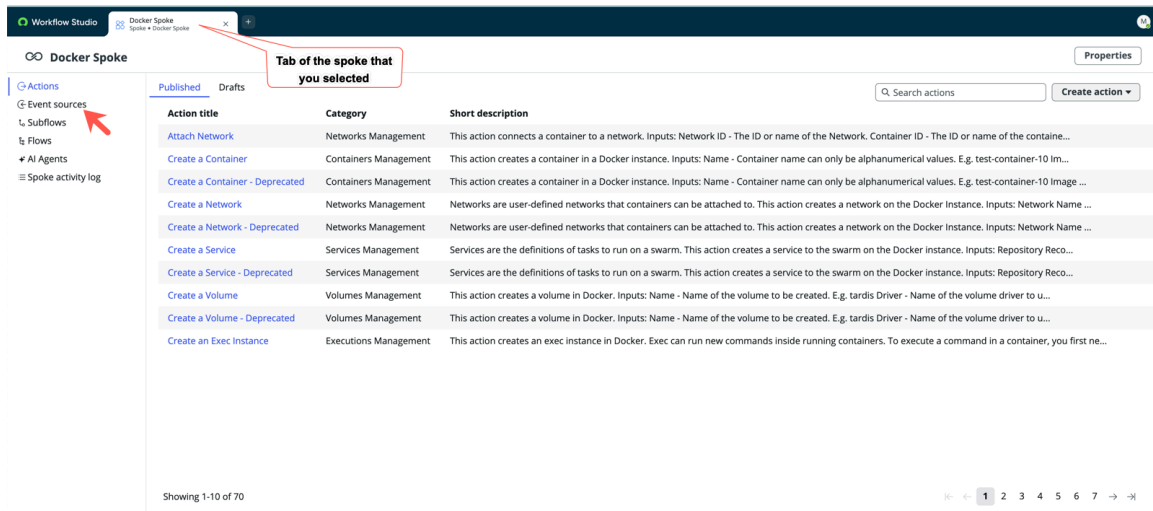 Workflow Studio
Docker Spoke
Spoke • Docker Spoke
M
Docker Spoke
Properties
Tab of the spoke that
you selected
Actions
Event sources
Subflows
Flows
AI Agents
Spoke activity log
Published Drafts
Search actions
Create action
Action title Category Short description
Attach Network Networks Management This action connects a container to a network. Inputs: Network ID - The ID or name of the Network. Container ID - The ID or name of the containe...
Create a Container Containers Management This action creates a container in a Docker instance. Inputs: Name - Container name can only be alphanumerical values. E.g. test-container-10 Im...
Create a Container - Deprecated Containers Management This action creates a container in a Docker instance. Inputs: Name - Container name can only be alphanumerical values. E.g. test-container-10 Image ...
Create a Network Networks Management Networks are user-defined networks that containers can be attached to. This action creates a network on the Docker Instance. Inputs: Network Name ...
Create a Network - Deprecated Networks Management Networks are user-defined networks that containers can be attached to. This action creates a network on the Docker Instance. Inputs: Network Name ...
Create a Service Services Management Services are the definitions of tasks to run on a swarm. This action creates a service to the swarm on the Docker instance. Inputs: Repository Reco...
Create a Service - Deprecated Services Management Services are the definitions of tasks to run on a swarm. This action creates a service to the swarm on the Docker instance. Inputs: Repository Reco...
Create a Volume Volumes Management This action creates a volume in Docker. Inputs: Name - Name of the volume to be created. E.g. tardis Driver - Name of the volume driver to u...
Create a Volume - Deprecated Volumes Management This action creates a volume in Docker. Inputs: Name - Name of the volume to be created. E.g. tardis Driver - Name of the volume driver to u...
Create an Exec Instance Executions Management This action creates an exec instance in Docker. Exec can run new commands inside running containers. To execute a command in a container, you first ne...
Showing 1-10 of 70
1 2 3 4 5 6 7